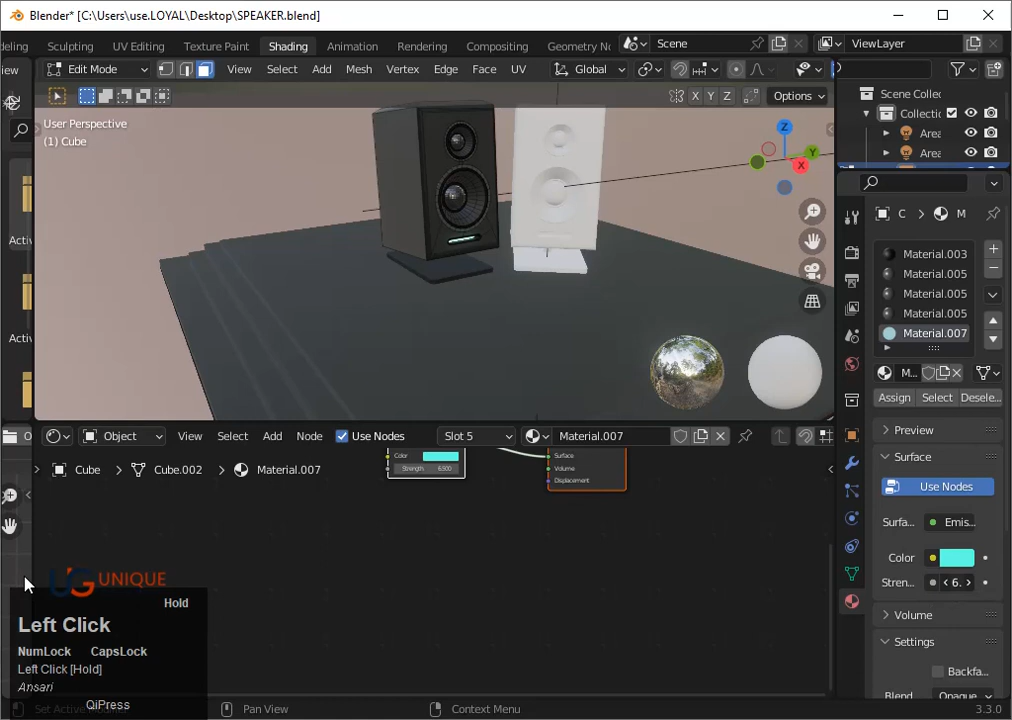 Blender* [C:\Users\use.LOYAL\Desktop\SPEAKER.blend]
deling Sculpting UV Editing Texture Paint Shading Animation Rendering Compositing Geometry No Scene ViewLayer
iew Edit Mode View Select Add Mesh Vertex Edge Face UV Global
X Y Z Options
User Perspective
(1) Cube
Z
Y
X
Scene Collec
Collectic
Area
Area
C > M
Activ
Material.003
Material.005
Material.005
Material.005
Material.007
Activ
M...
Assign Select Desele...
Preview
Surface
Use Nodes
O Object View Select Add Node Use Nodes Slot 5 Material.007
Color
Strength 6.500
Surface
Volume
Displacement
Cube > Cube.002 > Material.007
Surfa... Emis...
Color
Stren... 6.
Volume
Settings
Backfa...
Blend Opaque
UG UNIQUE
Hold
Left Click
NumLock CapsLock
Left Click [Hold]
Ansari
QiPress
Set Active Modifier Pan View Context Menu 3.3.0